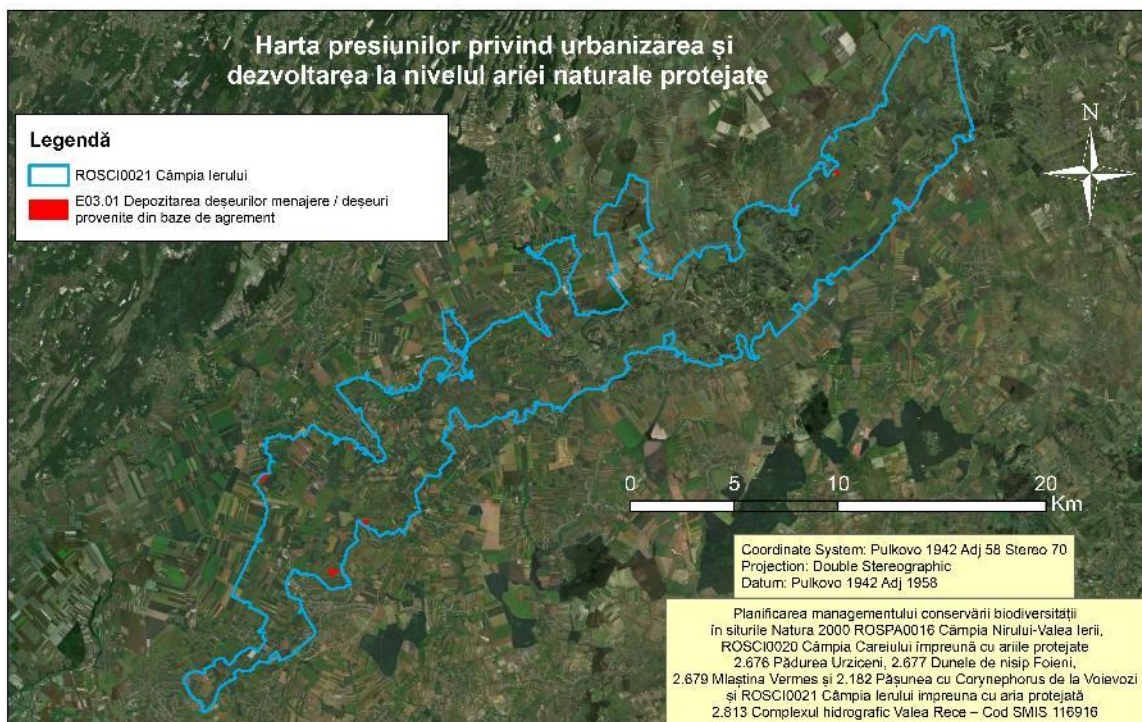 Harta presiunilor privind urbanizarea și
dezvoltarea la nivelul ariei naturale protejate
Legendă
ROSCI0021 Câmpia Ierului
E03.01 Depozitarea deșeurilor menajere / deșeuri
provenite din baze de agrement
N
0 5 10 20
Km
Coordinate System: Pulkovo 1942 Adj 58 Stereo 70
Projection: Double Stereographic
Datum: Pulkovo 1942 Adj 1958
Planificarea managementului conservării biodiversității
în siturile Natura 2000 ROSPA0016 Câmpia Nirului-Valea Ierii,
ROSCI0020 Câmpia Careiului împreună cu ariile protejate
2.676 Pădurea Urziceni, 2.677 Dunele de nisip Foieni,
2.679 Mlaștina Vermes și 2.182 Pășunea cu Corynephorus de la Voievozi
și ROSCI0021 Câmpia Ierului impreuna cu aria protejată
2.813 Complexul hidrografic Valea Rece – Cod SMIS 116916